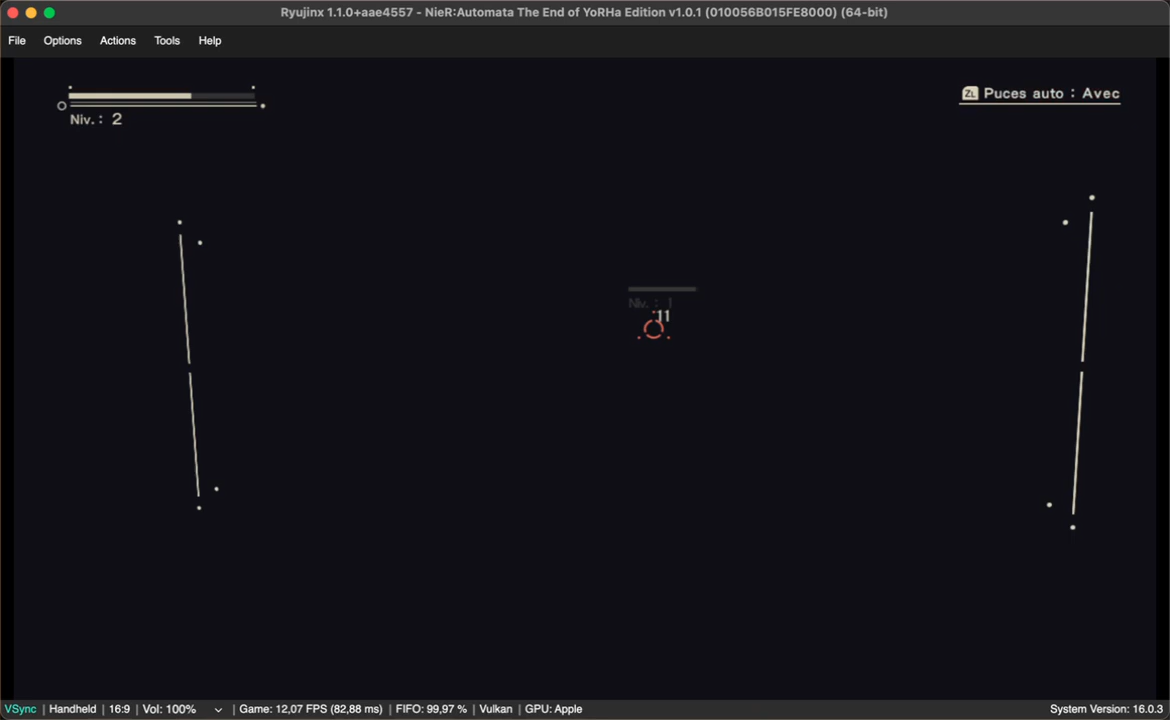 Ryujinx 1.1.0+aae4557 - NieR:Automata The End of YoRHa Edition v1.0.1 (010056B015FE8000) (64-bit)
File Options Actions Tools Help
ZL Puces auto : Avec
Niv. : 2
Niv. : 1
11
VSync | Handheld | 16:9 | Vol: 100% | Game: 12,07 FPS (82,88 ms) | FIFO: 99,97 % | Vulkan | GPU: Apple System Version: 16.0.3